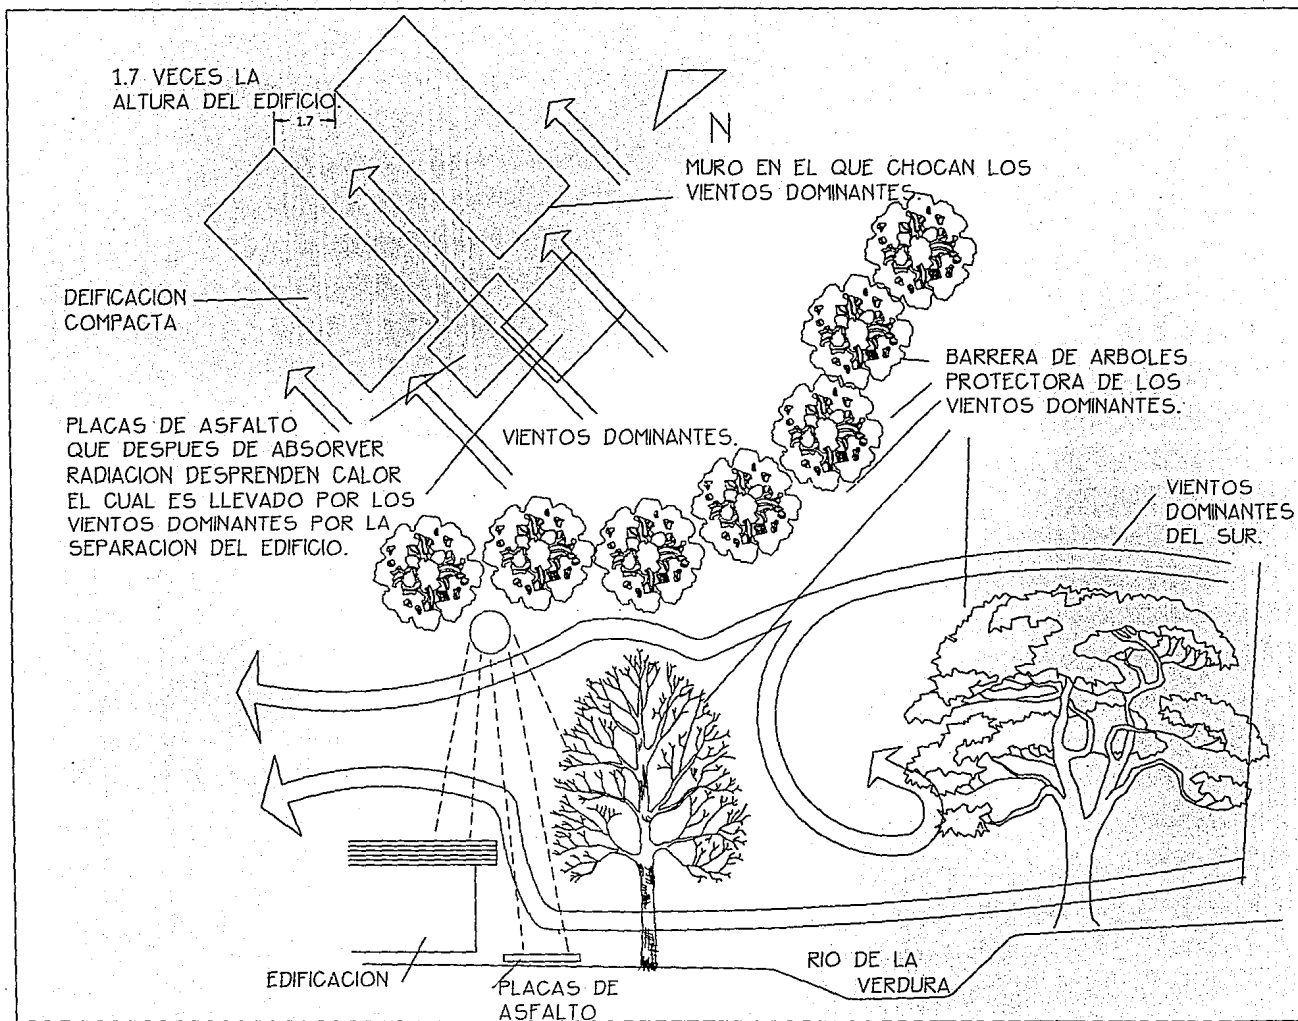 1.7 VECES LA
ALTURA DEL EDIFICIO.
1.7
N
MURO EN EL QUE CHOCAN LOS
VIENTOS DOMINANTES.
DEIFICACION
COMPACTA
BARRERA DE ARBOLES
PROTECTORA DE LOS
VIENTOS DOMINANTES.
PLACAS DE ASFALTO
QUE DESPUES DE ABSORVER
RADIACION DESPRENDEN CALOR
EL CUAL ES LLEVADO POR LOS
VIENTOS DOMINANTES POR LA
SEPARACION DEL EDIFICIO.
VIENTOS DOMINANTES.
VIENTOS
DOMINANTES
DEL SUR.
EDIFICACION
PLACAS DE
ASFALTO
RIO DE LA
VERDURA